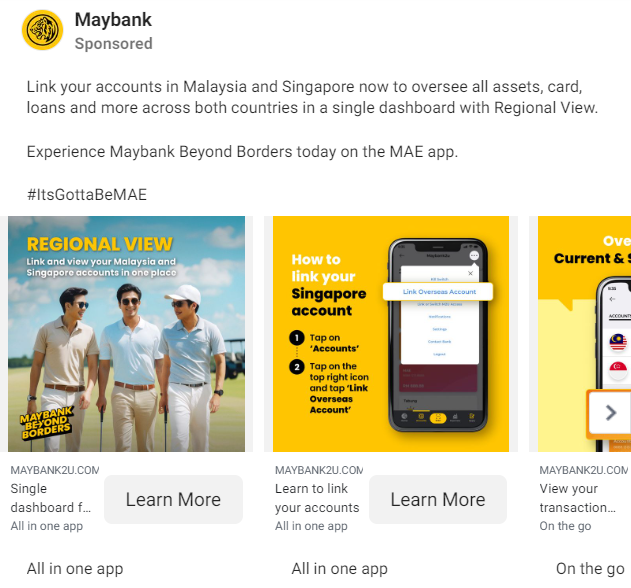 Maybank
Sponsored
Link your accounts in Malaysia and Singapore now to oversee all assets, card,
loans and more across both countries in a single dashboard with Regional View.
Experience Maybank Beyond Borders today on the MAE app.
#ItsGottaBeMAE
REGIONAL VIEW
Link and view your Malaysia and
Singapore accounts in one place
MAYBANK
BEYOND
BORDERS
How to
link your
Singapore
account
1 Tap on
'Accounts'
2 Tap on the
top right icon
and tap 'Link
Overseas
Account'
Maybank2u
Link Overseas Account
Settings
Logout
Ove
Current & S
ACCOUNTS
MAYBANK2U.COM
Single
dashboard f...
All in one app
Learn More
MAYBANK2U.COM
Learn to link
your accounts
All in one app
Learn More
MAYBANK2U.COM
View your
transaction...
On the go
All in one app
All in one app
On the go